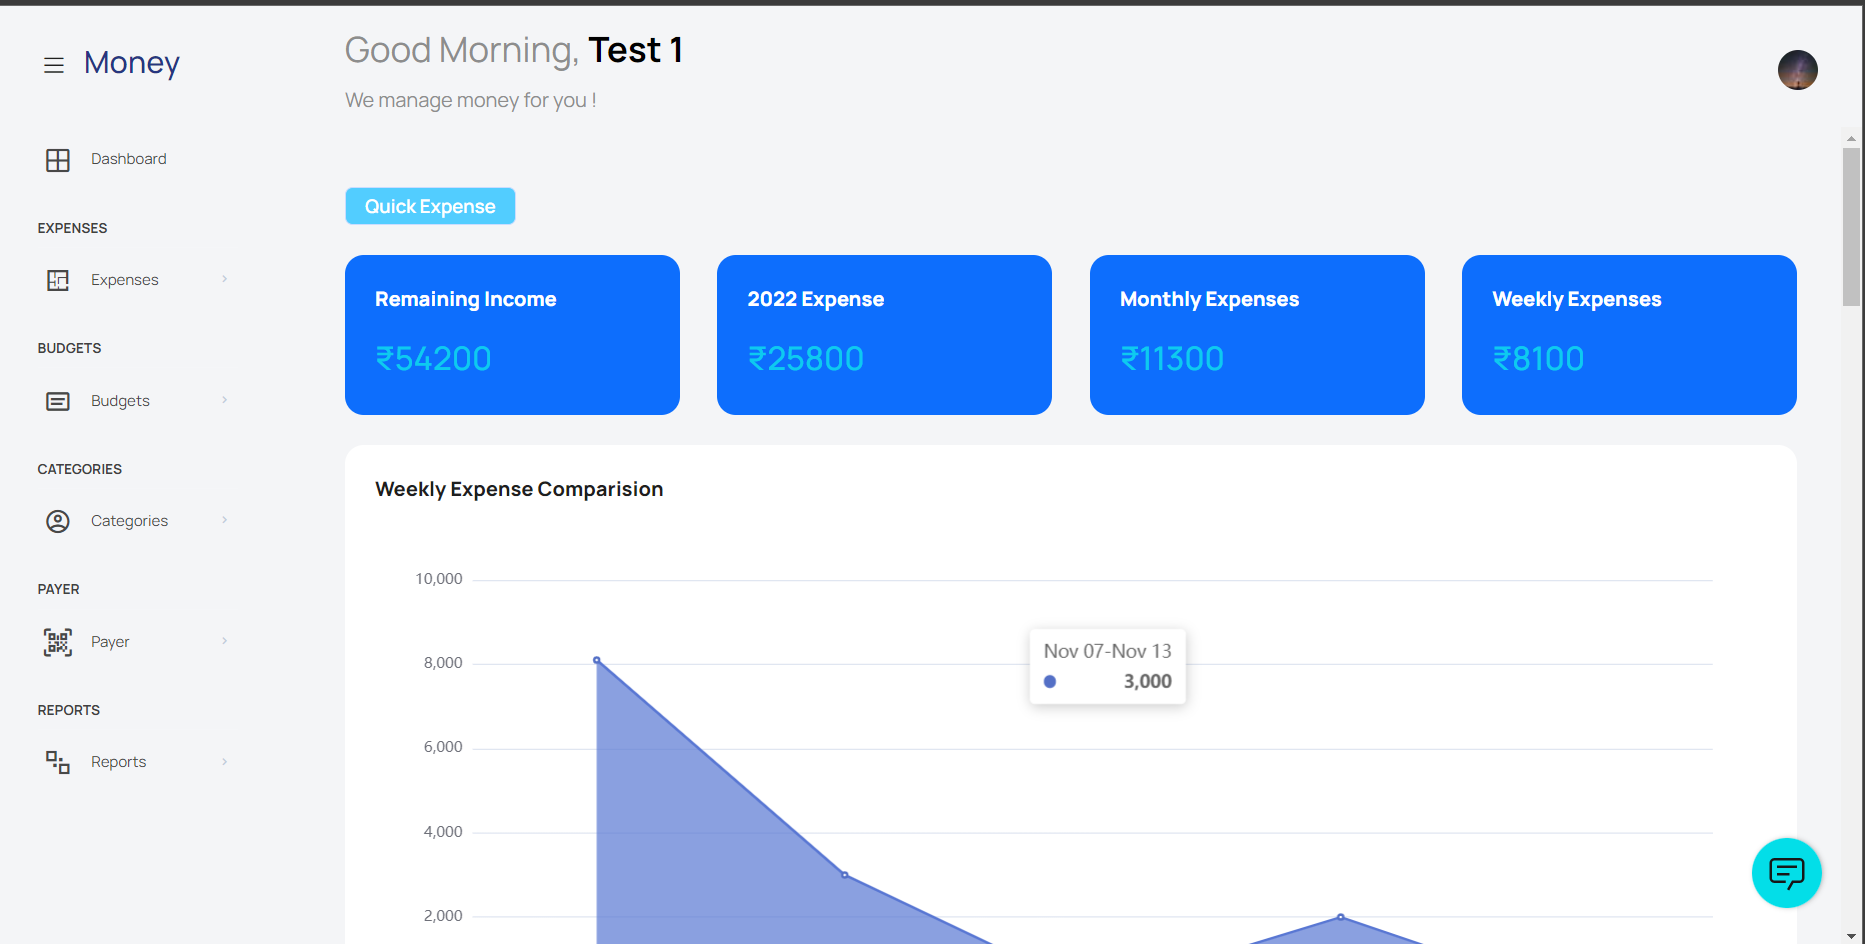 Money
Good Morning, Test 1
We manage money for you !
Dashboard
EXPENSES
Expenses
BUDGETS
Budgets
CATEGORIES
Categories
PAYER
Payer
REPORTS
Reports
Quick Expense
Remaining Income
₹54200
2022 Expense
₹25800
Monthly Expenses
₹11300
Weekly Expenses
₹8100
Weekly Expense Comparision
10,000
8,000
6,000
4,000
2,000
Nov 07-Nov 13
3,000